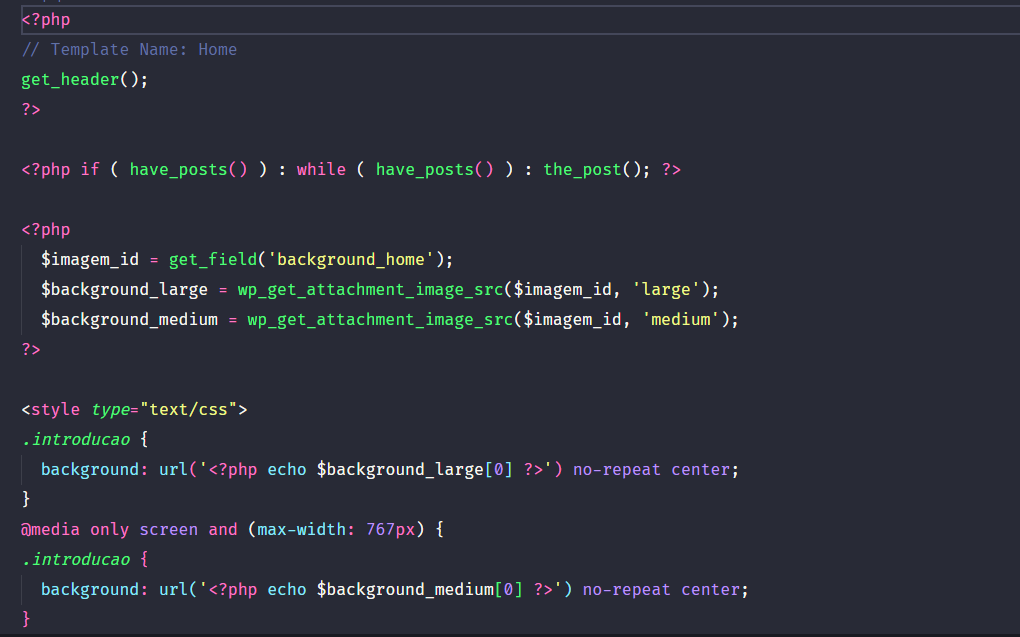 <?php
// Template Name: Home
get_header();
?>
<?php if ( have_posts() ) : while ( have_posts() ) : the_post(); ?>
<?php
$imagem_id = get_field('background_home');
$background_large = wp_get_attachment_image_src($imagem_id, 'large');
$background_medium = wp_get_attachment_image_src($imagem_id, 'medium');
?>
<style type="text/css">
.introducao {
background: url('<?php echo $background_large[0] ?>') no-repeat center;
}
@media only screen and (max-width: 767px) {
.introducao {
background: url('<?php echo $background_medium[0] ?>') no-repeat center;
}